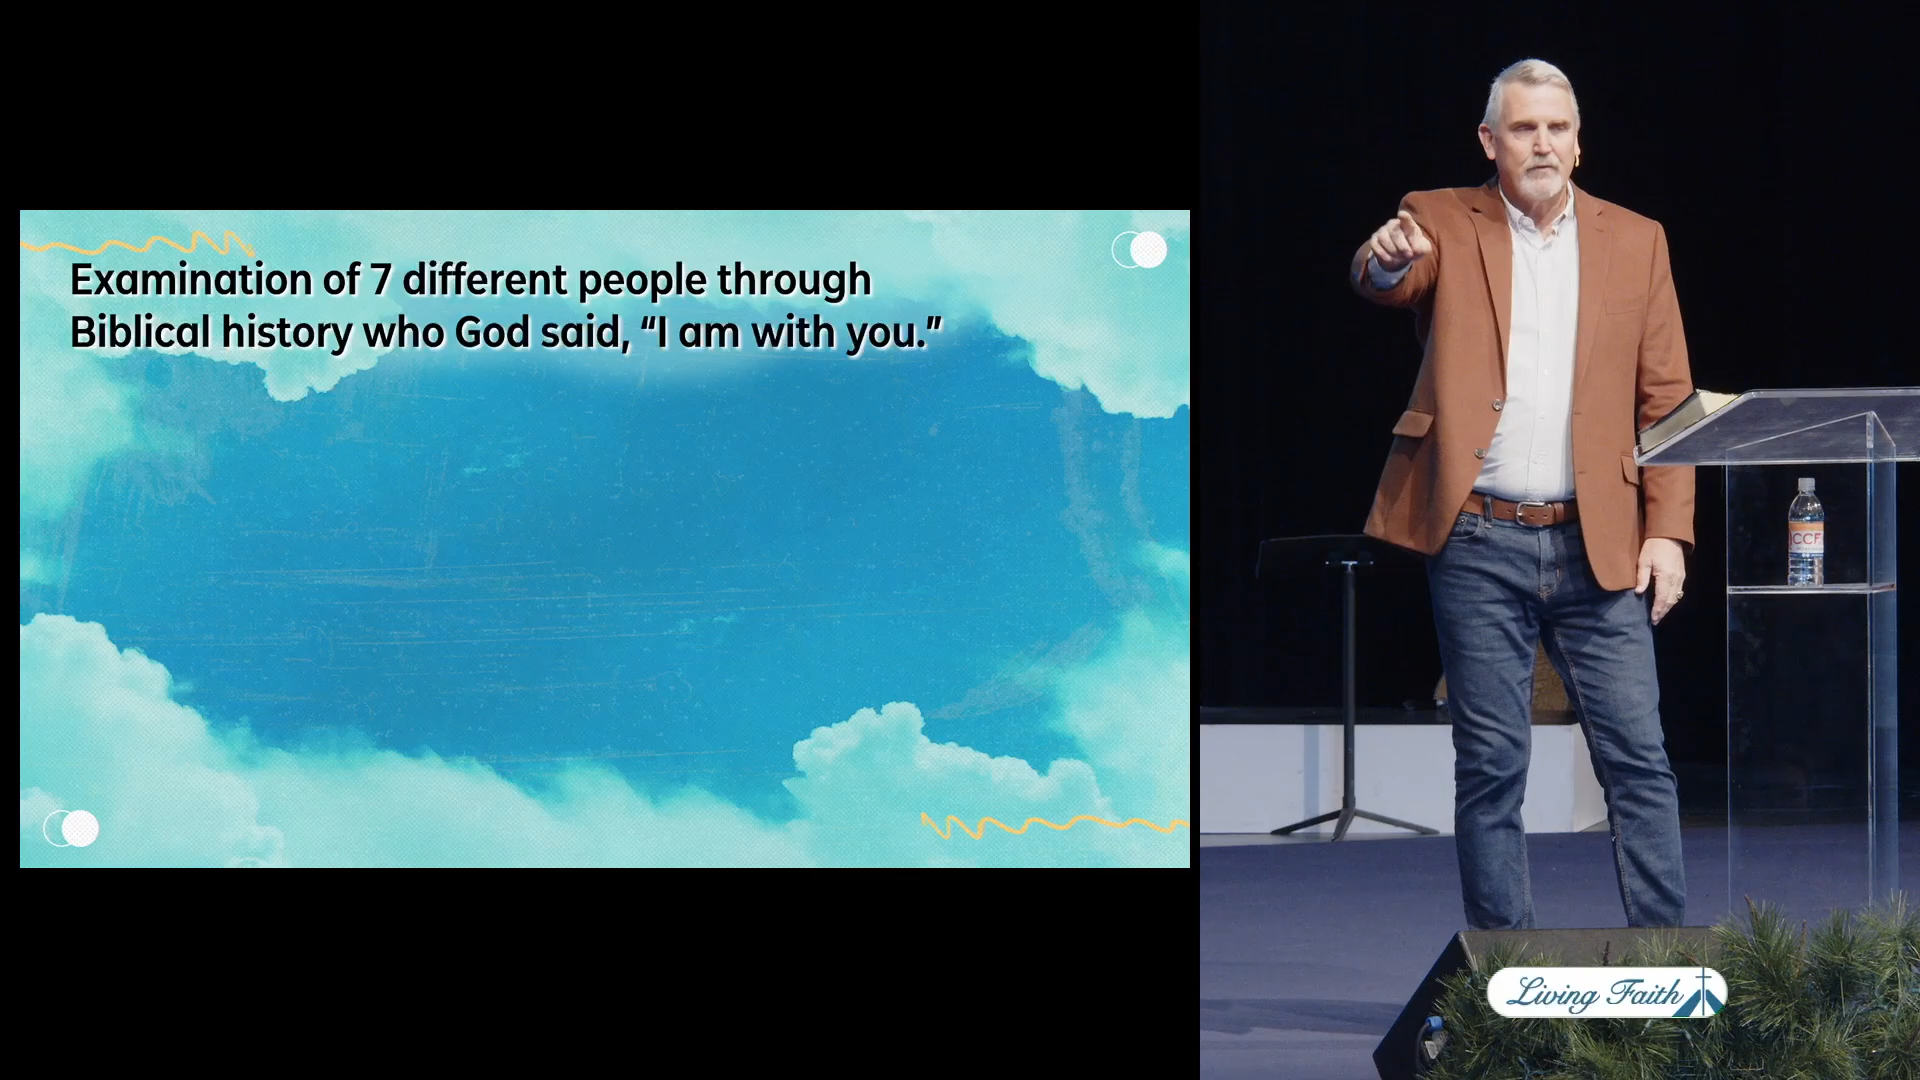 Examination of 7 different people through
Biblical history who God said, “I am with you.”
CCF
Living Faith